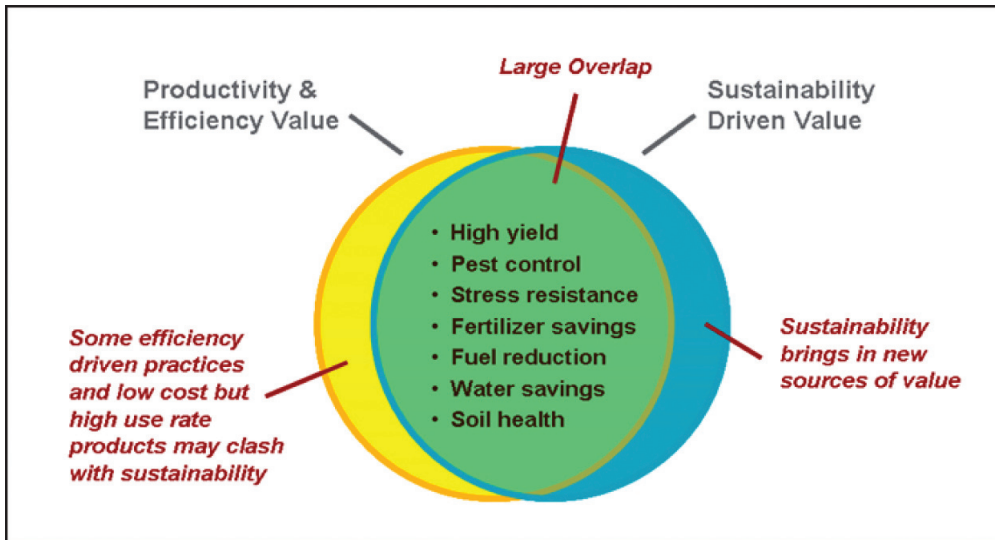 Large Overlap
Productivity &
Efficiency Value
Sustainability
Driven Value
• High yield
• Pest control
• Stress resistance
• Fertilizer savings
• Fuel reduction
• Water savings
• Soil health
Some efficiency
driven practices
and low cost but
high use rate
products may clash
with sustainability
Sustainability
brings in new
sources of value